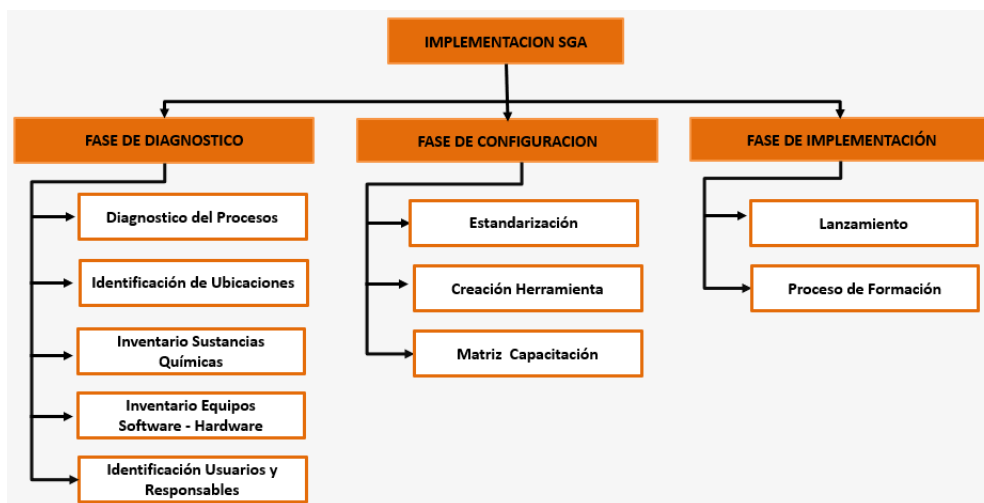 IMPLEMENTACION SGA
FASE DE DIAGNOSTICO
Diagnostico del Procesos
Identificación de Ubicaciones
Inventario Sustancias
Químicas
Inventario Equipos
Software - Hardware
Identificación Usuarios y
Responsables
FASE DE CONFIGURACION
Estandarización
Creación Herramienta
Matriz Capacitación
FASE DE IMPLEMENTACIÓN
Lanzamiento
Proceso de Formación